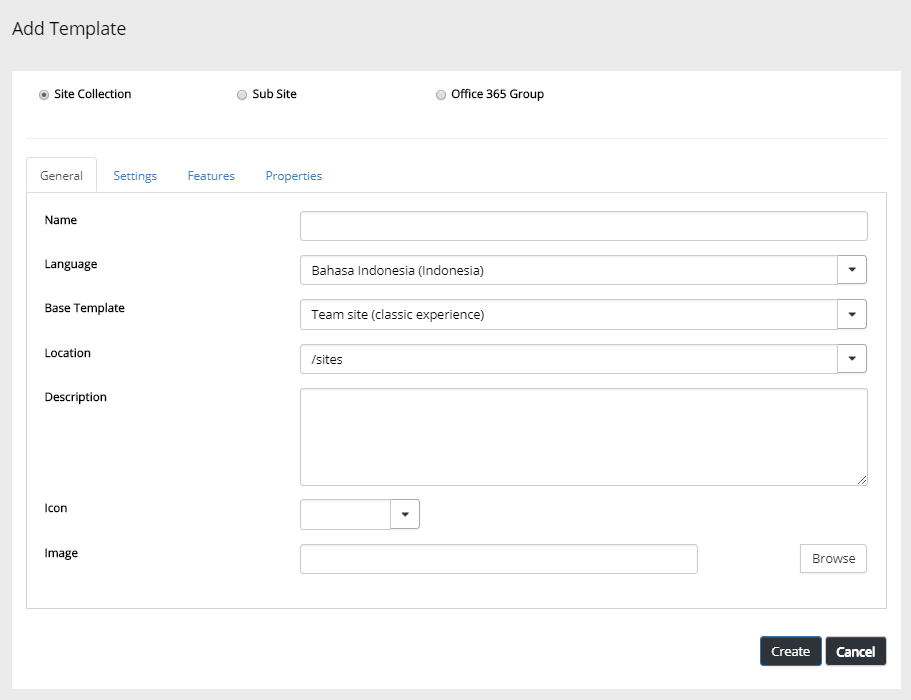 Add Template
Site Collection Sub Site Office 365 Group
General Settings Features Properties
Name
Language Bahasa Indonesia (Indonesia)
Base Template Team site (classic experience)
Location /sites
Description
Icon
Image Browse
Create Cancel